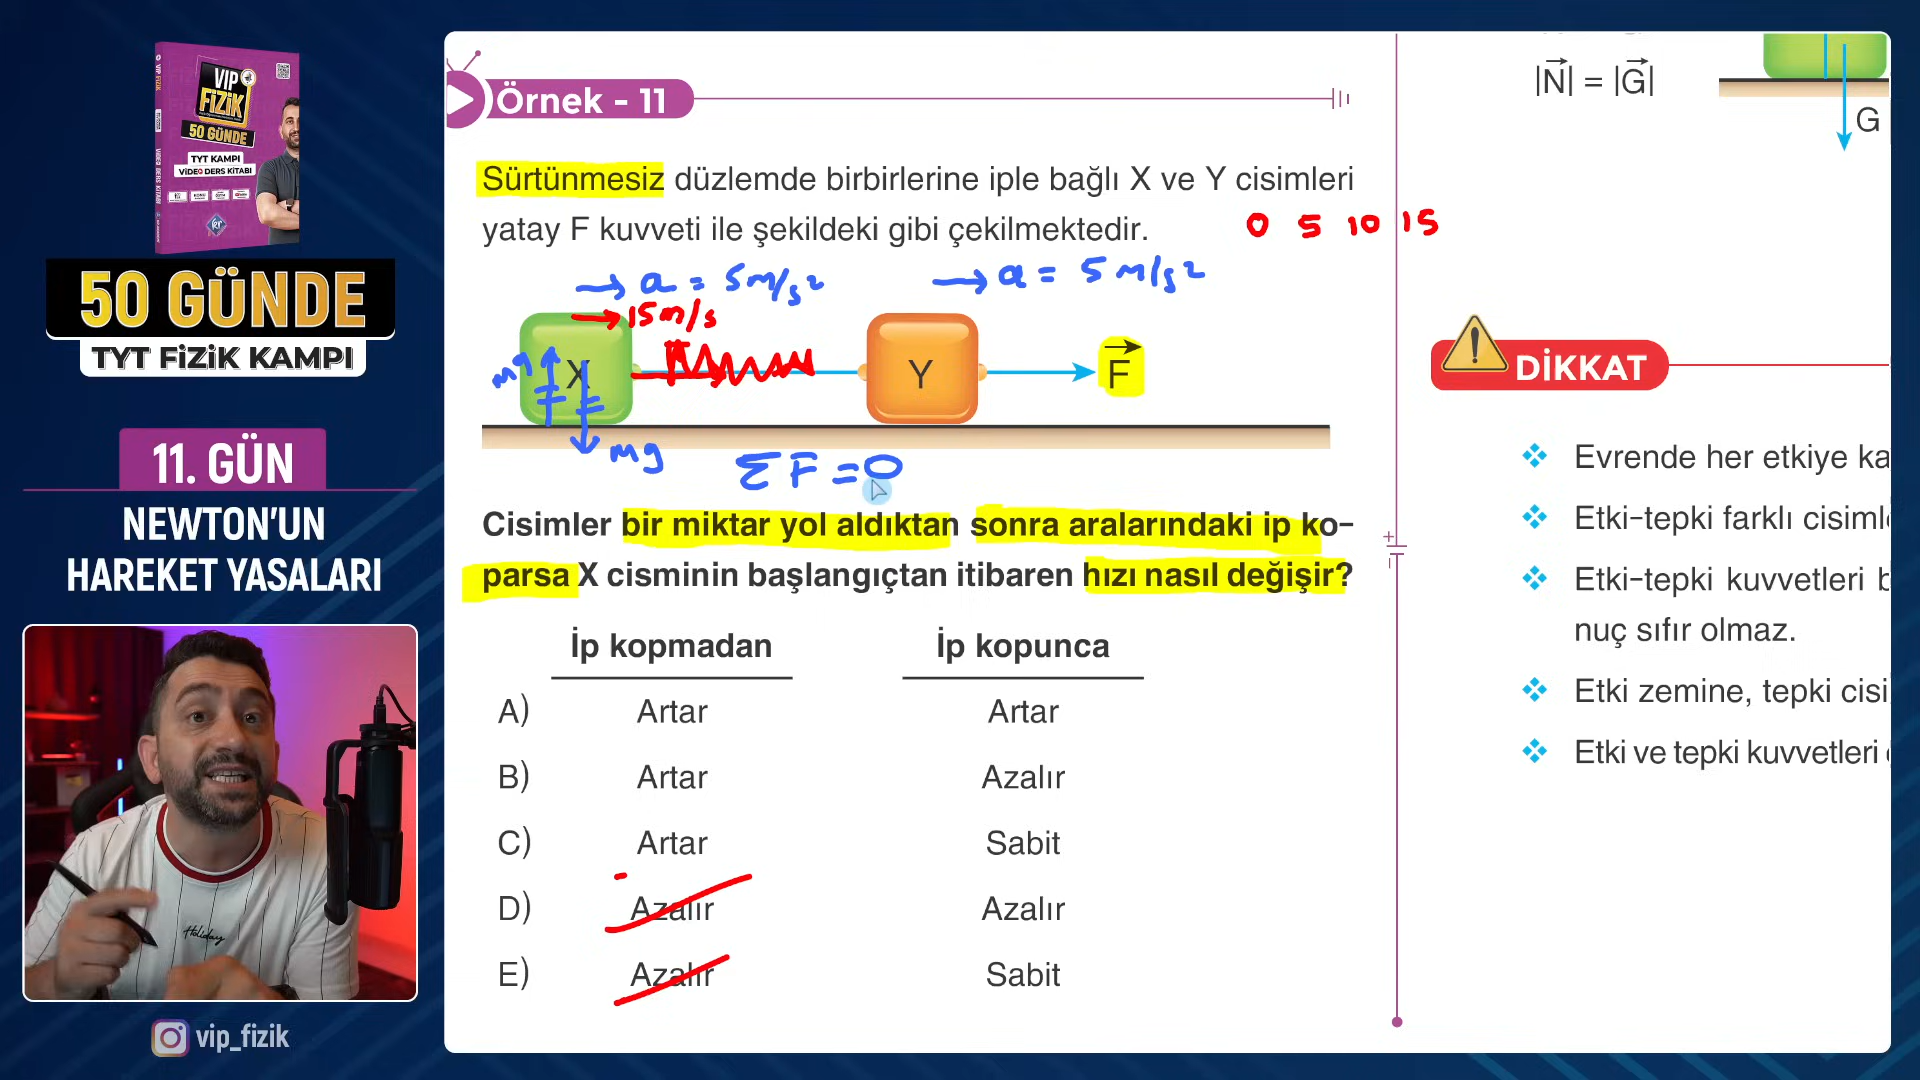 VIP
FİZİK
50 GÜNDE
TYT KAMPI
VİDEO DERS KİTABI
50 GÜNDE
TYT FİZİK KAMPI
11. GÜN
NEWTON'UN
HAREKET YASALARI
Holiday
vip_fizik
Örnek - 11
Sürtünmesiz düzlemde birbirlerine iple bağlı X ve Y cisimleri
yatay F kuvveti ile şekildeki gibi çekilmektedir.
0 5 10 15
a = 5 m/s²
a = 5 m/s²
15 m/s
mg
X
Y
F
mg
ΣF = 0
Cisimler bir miktar yol aldıktan sonra aralarındaki ip ko-
parsa X cisminin başlangıçtan itibaren hızı nasıl değişir?
İp kopmadan İp kopunca
A) Artar Artar
B) Artar Azalır
C) Artar Sabit
D) Azalır Azalır
E) Azalır Sabit
|N| = |G|
G
DİKKAT
Evrende her etkiye ka
Etki-tepki farklı cisiml
Etki-tepki kuvvetleri b
nuç sıfır olmaz.
Etki zemine, tepki cisi
Etki ve tepki kuvvetleri